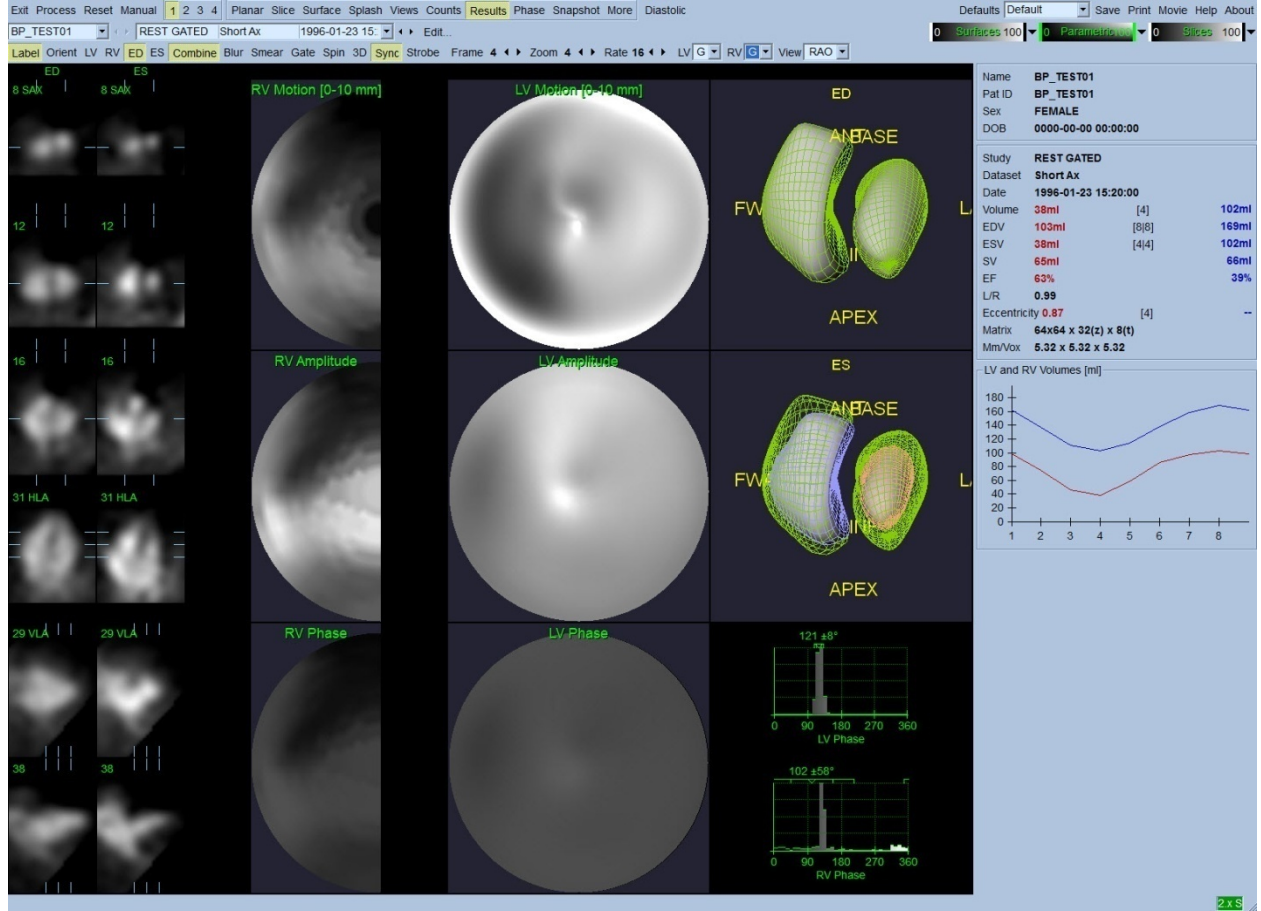 Exit Process Reset Manual 1 2 3 4 Planar Slice Surface Splash Views Counts Results Phase Snapshot More Diastolic Defaults Default Save Print Movie Help About
BP_TEST01 REST GATED Short Ax 1996-01-23 15: Edit... 0 Surfaces 100 0 Parametric 100 0 Slices 100
Label Orient LV RV ED ES Combine Blur Smear Gate Spin 3D Sync Strobe Frame 4 Zoom 4 Rate 16 LV G RV G View RAO
ED ES
8 SAX 8 SAX
12 12
16 16
31 HLA 31 HLA
29 VLA 29 VLA
38 38
RV Motion [0-10 mm] LV Motion [0-10 mm]
RV Amplitude LV Amplitude
RV Phase LV Phase
ED
ANT BASE
FW L
APEX
ES
ANT BASE
FW L
APEX
121 ±8°
0 90 180 270 360
LV Phase
102 ±58°
0 90 180 270 360
RV Phase
Name BP_TEST01
Pat ID BP_TEST01
Sex FEMALE
DOB 0000-00-00 00:00:00
Study REST GATED
Dataset Short Ax
Date 1996-01-23 15:20:00
Volume 38ml [4] 102ml
EDV 103ml [8|8] 169ml
ESV 38ml [4|4] 102ml
SV 65ml 66ml
EF 63% 39%
L/R 0.99
Eccentricity 0.87 [4] --
Matrix 64x64 x 32(z) x 8(t)
Mm/Vox 5.32 x 5.32 x 5.32
LV and RV Volumes [ml]
180
160
140
120
100
80
60
40
20
0
1 2 3 4 5 6 7 8
2 x S